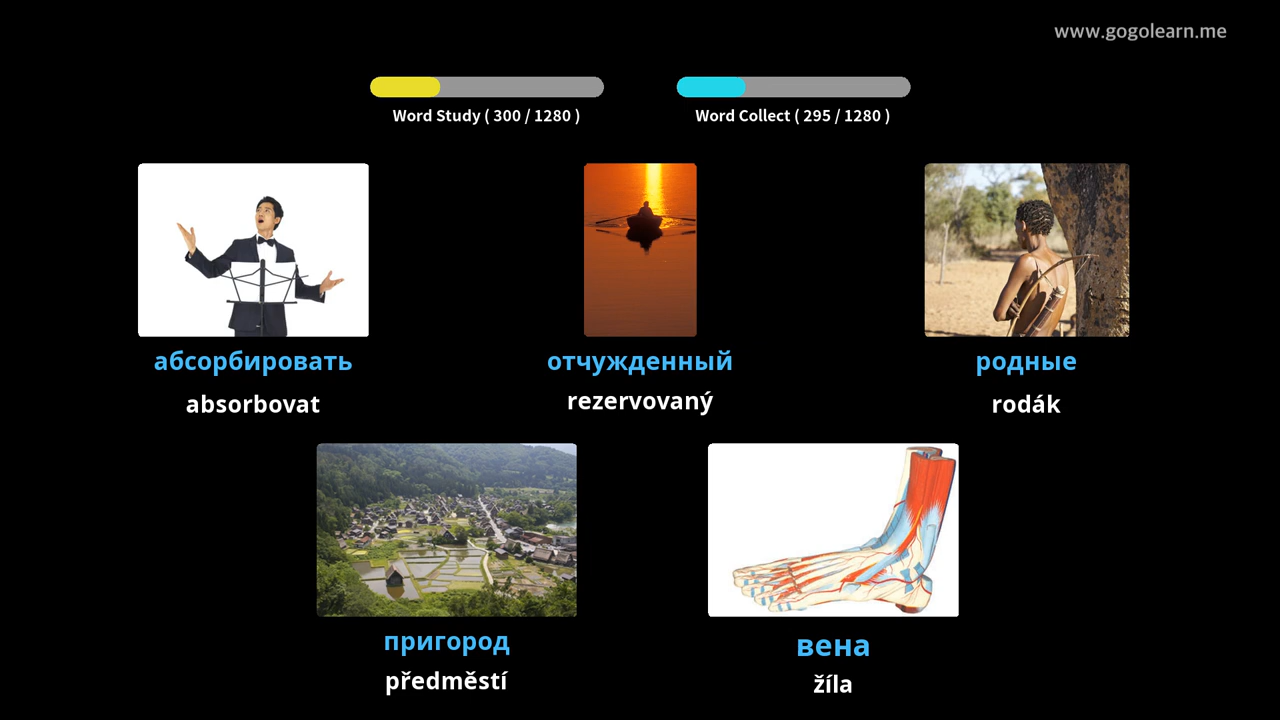 www.gogolearn.me
Word Study ( 300 / 1280 )
Word Collect ( 295 / 1280 )
абсорбировать
absorbovat
отчужденный
rezervovaný
родные
rodák
пригород
předměstí
вена
žíla